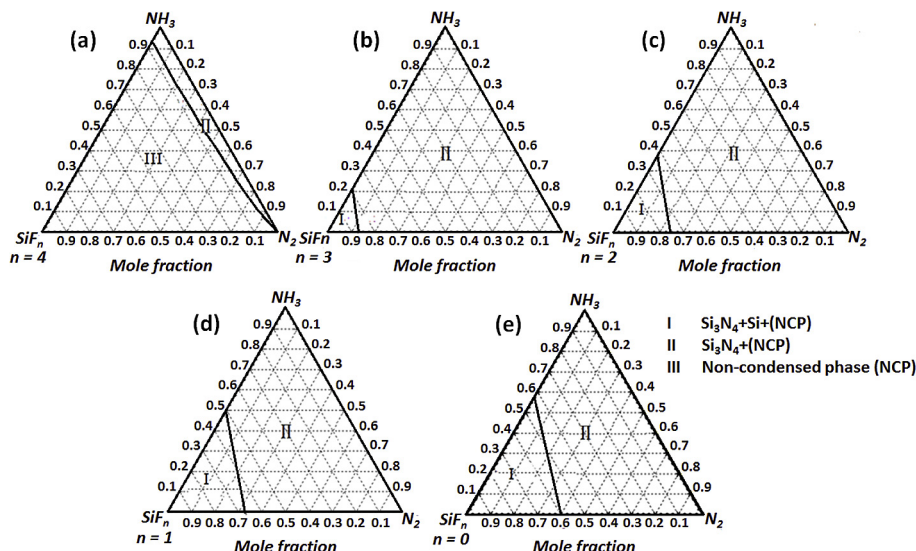 (a)
NH₃
0.9 0.1
0.8 0.2
0.7 0.3
0.6 0.4
0.5 II 0.5
0.4 III 0.6
0.3 0.7
0.2 0.8
0.1 0.9
SiFₙ 0.9 0.8 0.7 0.6 0.5 0.4 0.3 0.2 0.1 N₂
n = 4 Mole fraction
(b)
NH₃
0.9 0.1
0.8 0.2
0.7 0.3
0.6 0.4
0.5 0.5
0.4 II 0.6
0.3 0.7
0.2 0.8
0.1 I 0.9
SiFn 0.9 0.8 0.7 0.6 0.5 0.4 0.3 0.2 0.1 N₂
n = 3 Mole fraction
(c)
NH₃
0.9 0.1
0.8 0.2
0.7 0.3
0.6 0.4
0.5 0.5
0.4 II 0.6
0.3 0.7
0.2 0.8
0.1 I 0.9
SiFₙ 0.9 0.8 0.7 0.6 0.5 0.4 0.3 0.2 0.1 N₂
n = 2 Mole fraction
(d)
NH₃
0.9 0.1
0.8 0.2
0.7 0.3
0.6 0.4
0.5 0.5
0.4 II 0.6
0.3 0.7
0.2 I 0.8
0.1 0.9
SiFₙ 0.9 0.8 0.7 0.6 0.5 0.4 0.3 0.2 0.1 N₂
n = 1 Mole fraction
(e)
NH₃
0.9 0.1
0.8 0.2
0.7 0.3
0.6 0.4
0.5 0.5
0.4 II 0.6
0.3 0.7
0.2 I 0.8
0.1 0.9
SiFₙ 0.9 0.8 0.7 0.6 0.5 0.4 0.3 0.2 0.1 N₂
n = 0 Mole fraction
I Si₃N₄+Si+(NCP)
II Si₃N₄+(NCP)
III Non-condensed phase (NCP)